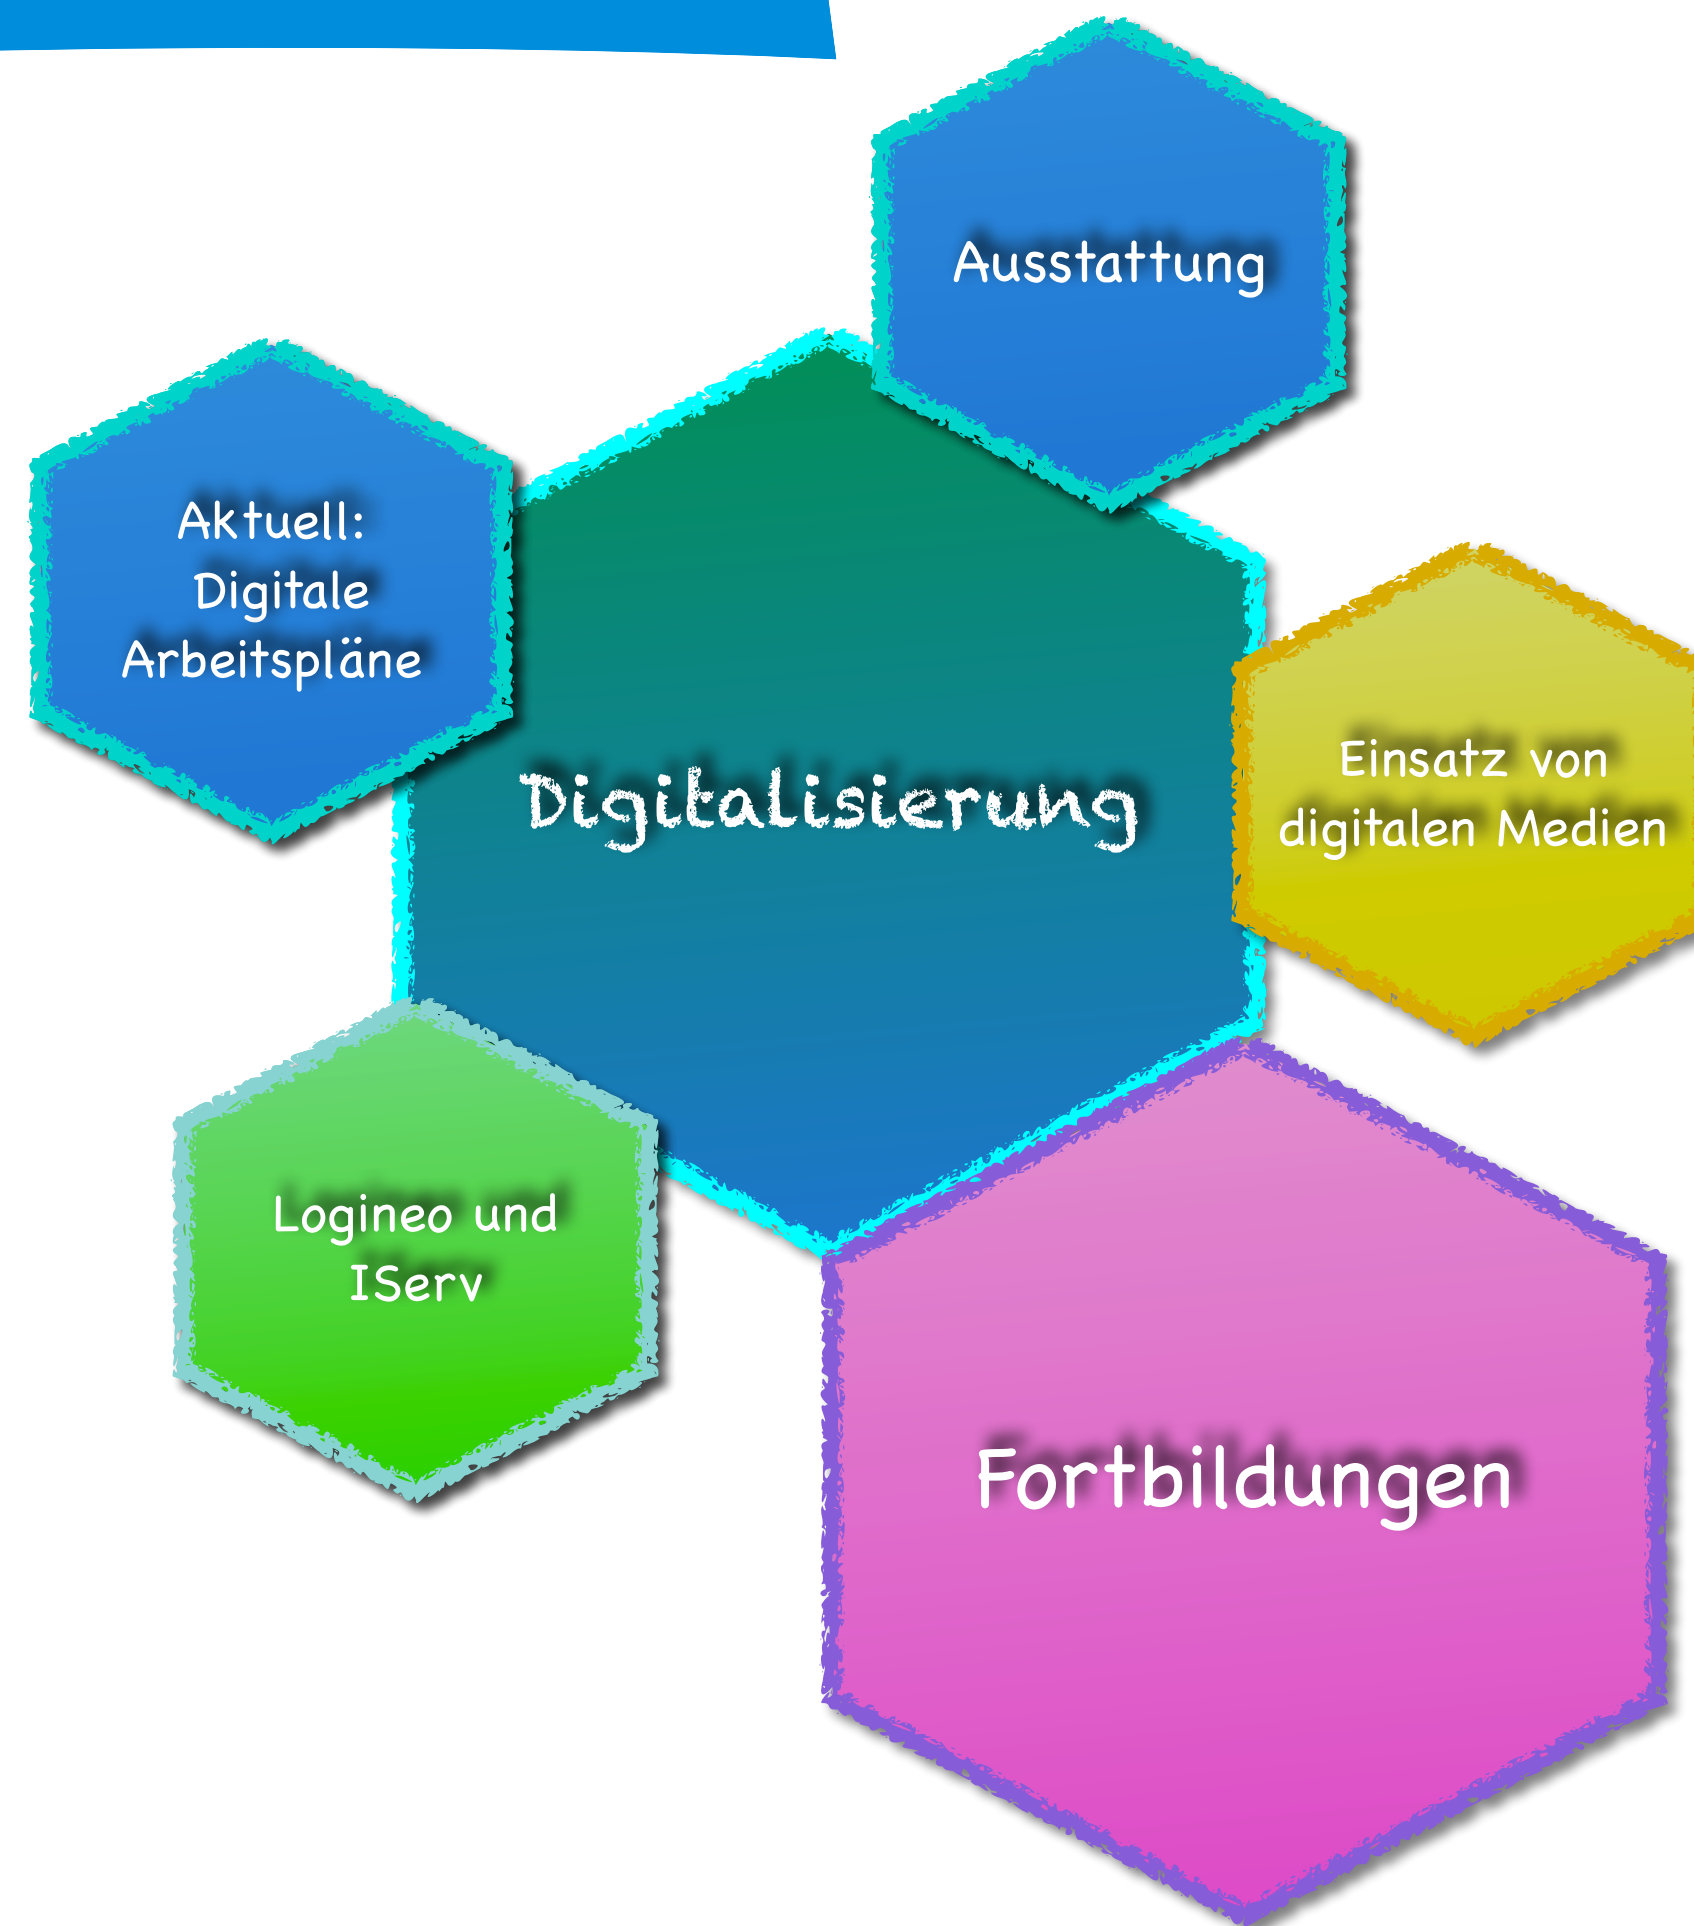 Ausstattung
Aktuell:
Digitale
Arbeitspläne
Einsatz von
digitalen Medien
Digitalisierung
Logineo und
IServ
Fortbildungen